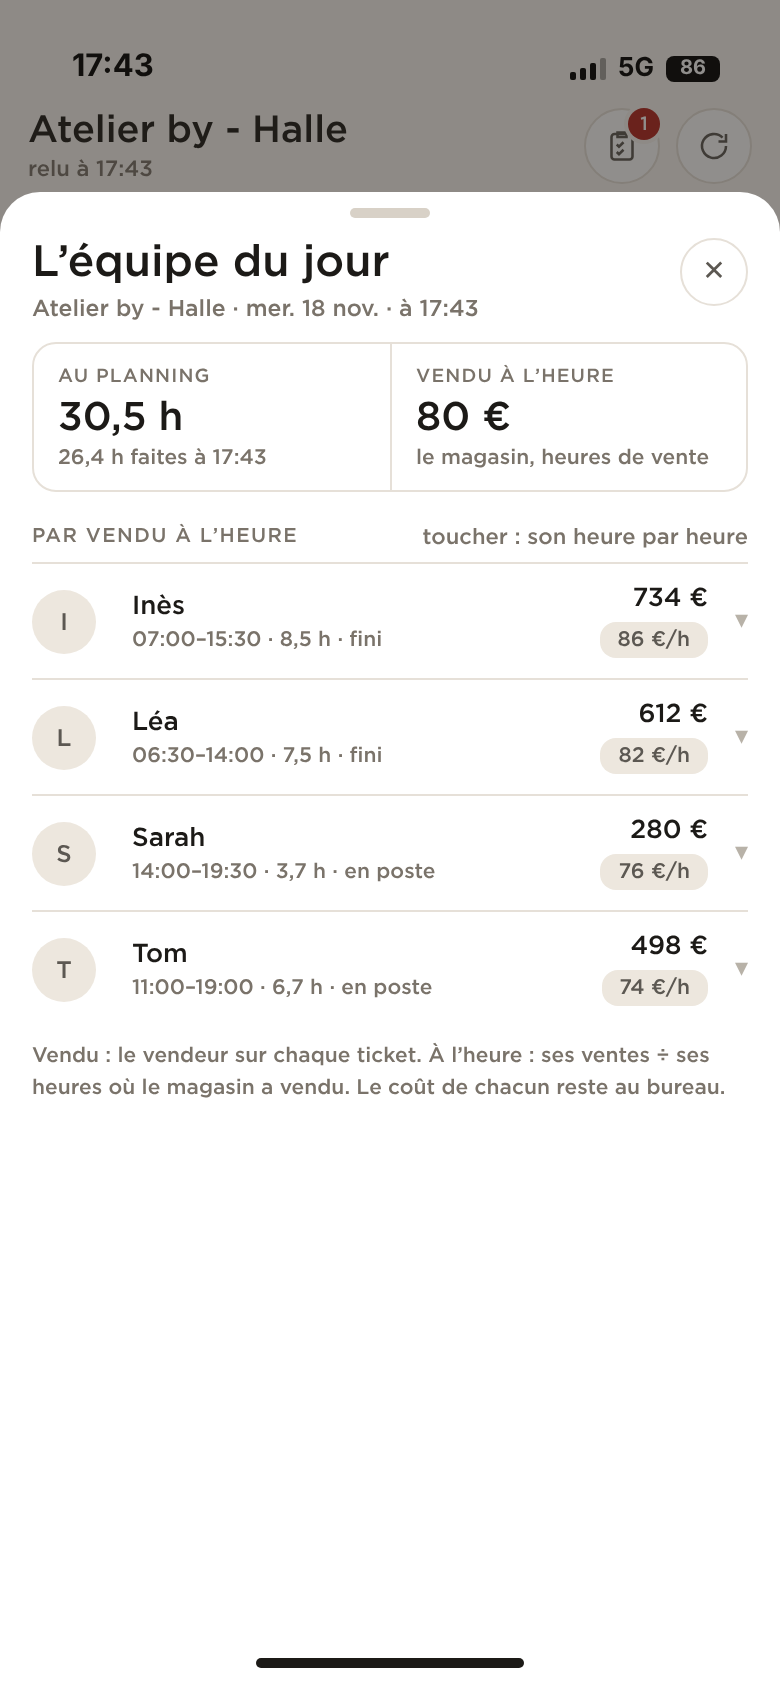 17:43
5G 86
Atelier by - Halle
1
relu à 17:43
L’équipe du jour
Atelier by - Halle · mer. 18 nov. · à 17:43
AU PLANNING
30,5 h
26,4 h faites à 17:43
VENDU À L’HEURE
80 €
le magasin, heures de vente
PAR VENDU À L’HEURE
toucher : son heure par heure
I
Inès
07:00–15:30 · 8,5 h · fini
734 €
86 €/h
L
Léa
06:30–14:00 · 7,5 h · fini
612 €
82 €/h
S
Sarah
14:00–19:30 · 3,7 h · en poste
280 €
76 €/h
T
Tom
11:00–19:00 · 6,7 h · en poste
498 €
74 €/h
Vendu : le vendeur sur chaque ticket. À l’heure : ses ventes ÷ ses
heures où le magasin a vendu. Le coût de chacun reste au bureau.